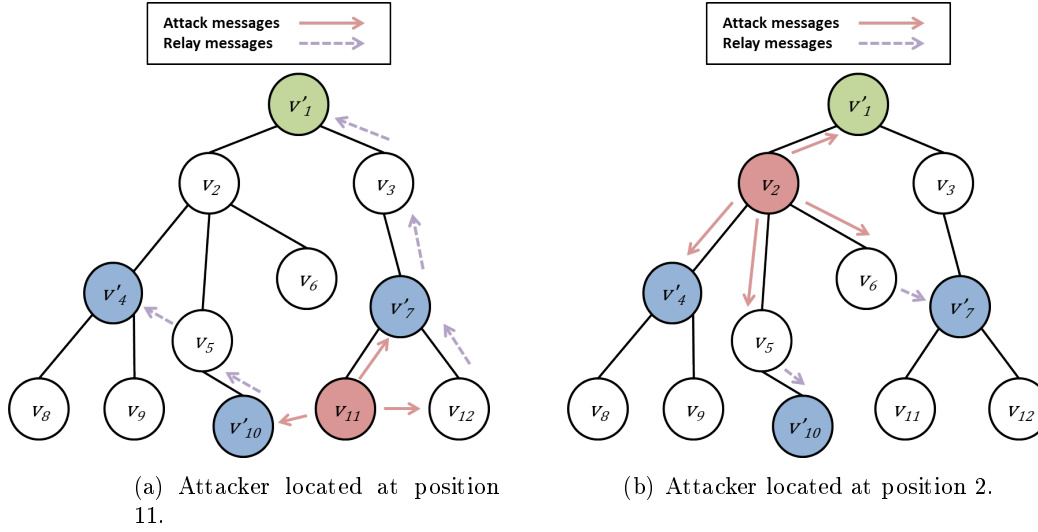 Attack messages
Relay messages
v'1
v2
v3
v'4
v6
v'7
v5
v8
v9
v'10
v11
v12
(a) Attacker located at position
11.
Attack messages
Relay messages
v'1
v2
v3
v'4
v6
v'7
v5
v8
v9
v'10
v11
v12
(b) Attacker located at position 2.